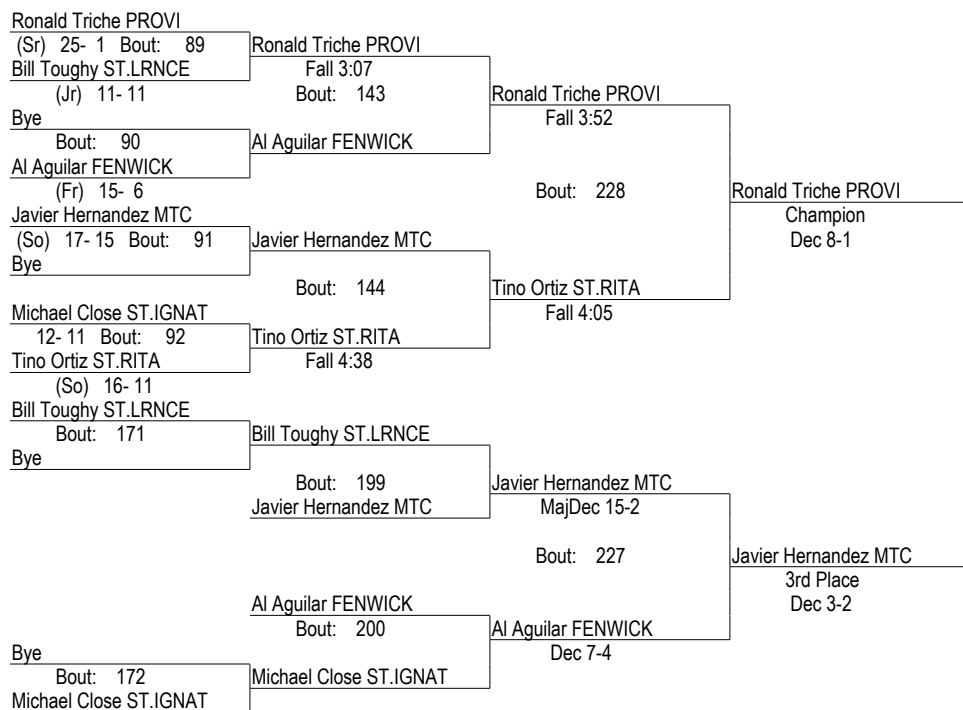 Ronald Triche PROVI
(Sr) 25- 1 Bout: 89
Ronald Triche PROVI
Bill Toughy ST.LRNCE
Fall 3:07
(Jr) 11- 11
Bout: 143
Ronald Triche PROVI
Bye
Fall 3:52
Bout: 90
Al Aguilar FENWICK
Al Aguilar FENWICK
(Fr) 15- 6
Bout: 228
Ronald Triche PROVI
Javier Hernandez MTC
Champion
(So) 17- 15 Bout: 91
Javier Hernandez MTC
Dec 8-1
Bye
Bout: 144
Tino Ortiz ST.RITA
Michael Close ST.IGNAT
Fall 4:05
12- 11 Bout: 92
Tino Ortiz ST.RITA
Tino Ortiz ST.RITA
Fall 4:38
(So) 16- 11
Bill Toughy ST.LRNCE
Bout: 171
Bill Toughy ST.LRNCE
Bye
Bout: 199
Javier Hernandez MTC
Javier Hernandez MTC
MajDec 15-2
Bout: 227
Javier Hernandez MTC
3rd Place
Al Aguilar FENWICK
Dec 3-2
Bout: 200
Al Aguilar FENWICK
Bye
Dec 7-4
Bout: 172
Michael Close ST.IGNAT
Michael Close ST.IGNAT